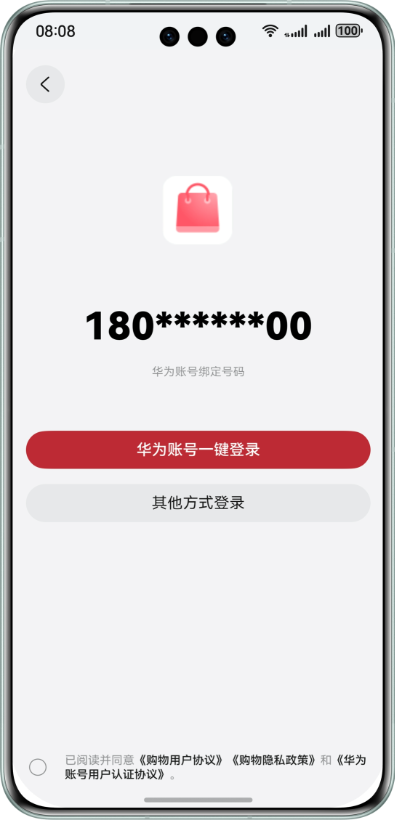 08:08
100
180******00
华为账号绑定号码
华为账号一键登录
其他方式登录
已阅读并同意《购物用户协议》《购物隐私政策》和《华为
账号用户认证协议》。